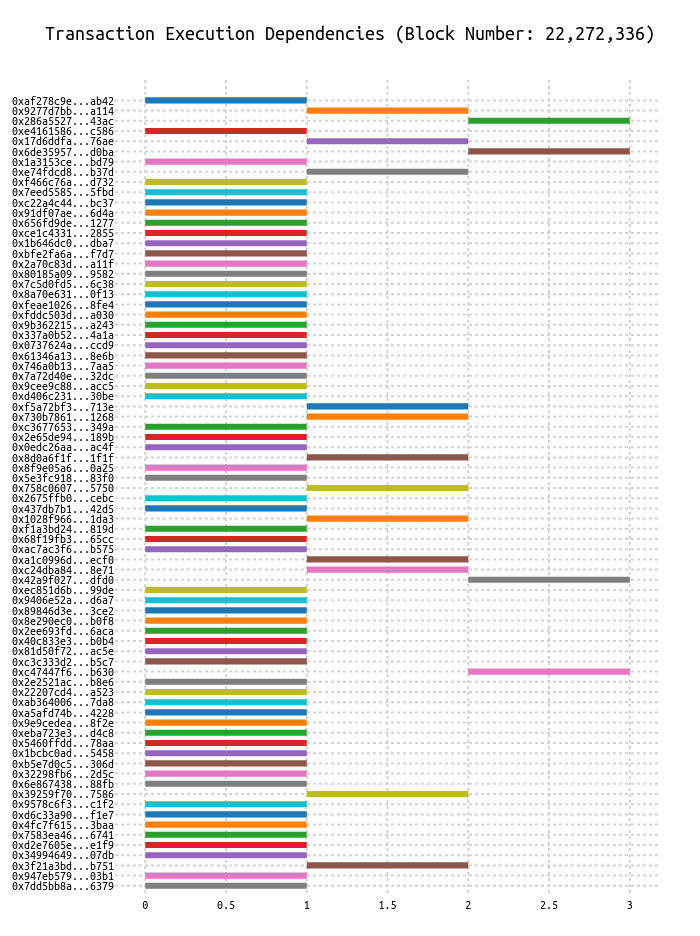 Transaction Execution Dependencies (Block Number: 22,272,336)
0xaf278c9e...ab42
0x9277d7bb...a114
0x286a5527...43ac
0xe4161586...c586
0x17d6ddfa...76ae
0x6de35957...d0ba
0x1a3153ce...bd79
0xe74fdcd8...b37d
0xf466c76a...d732
0x7eed5585...5fbd
0xc22a4c44...bc37
0x91df07ae...6d4a
0x656fd9de...1277
0xce1c4331...2855
0x1b646dc0...dba7
0xbfe2fa6a...f7d7
0x2a70c83d...a11f
0x80185a09...9582
0x7c5d0fd5...6c38
0x8a70e631...0f13
0xfeae1026...8fe4
0xfddc503d...a030
0x9b362215...a243
0x337a0b52...4a1a
0x0737624a...ccd9
0x61346a13...8e6b
0x746a0b13...7aa5
0x7a72d40e...32dc
0x9cee9c88...acc5
0xd406c231...30be
0xf5a72bf3...713e
0x730b7861...1268
0xc3677653...349a
0x2e65de94...189b
0x0edc26aa...ac4f
0x8d0a6f1f...1f1f
0x8f9e05a6...0a25
0x5e3fc918...83f0
0x758c0607...5750
0x2675ffb0...cebc
0x437db7b1...42d5
0x1028f966...1da3
0xf1a3bd24...819d
0x68f19fb3...65cc
0xac7ac3f6...b575
0xa1c0996d...ecf0
0xc24dba84...8e71
0x42a9f027...dfd0
0xec851d6b...99de
0x9406e52a...d6a7
0x89846d3e...3ce2
0x8e290ec0...b0f8
0x2ee693fd...6aca
0x40c833e3...b0b4
0x81d50f72...ac5e
0xc3c333d2...b5c7
0xc47447f6...b630
0x2e2521ac...b8e6
0x22207cd4...a523
0xab364006...7da8
0xa5afd74b...4228
0x9e9cedea...8f2e
0xeba723e3...d4c8
0x5460ffdd...78aa
0x1bcbc0ad...5458
0xb5e7d0c5...306d
0x32298fb6...2d5c
0x6e867438...88fb
0x39259f70...7586
0x9578c6f3...c1f2
0xd6c33a90...f1e7
0x4fc7f615...3baa
0x7583ea46...6741
0xd2e7605e...e1f9
0x34994649...07db
0x3f21a3bd...b751
0x947eb579...03b1
0x7dd5bb8a...6379
0 0.5 1 1.5 2 2.5 3